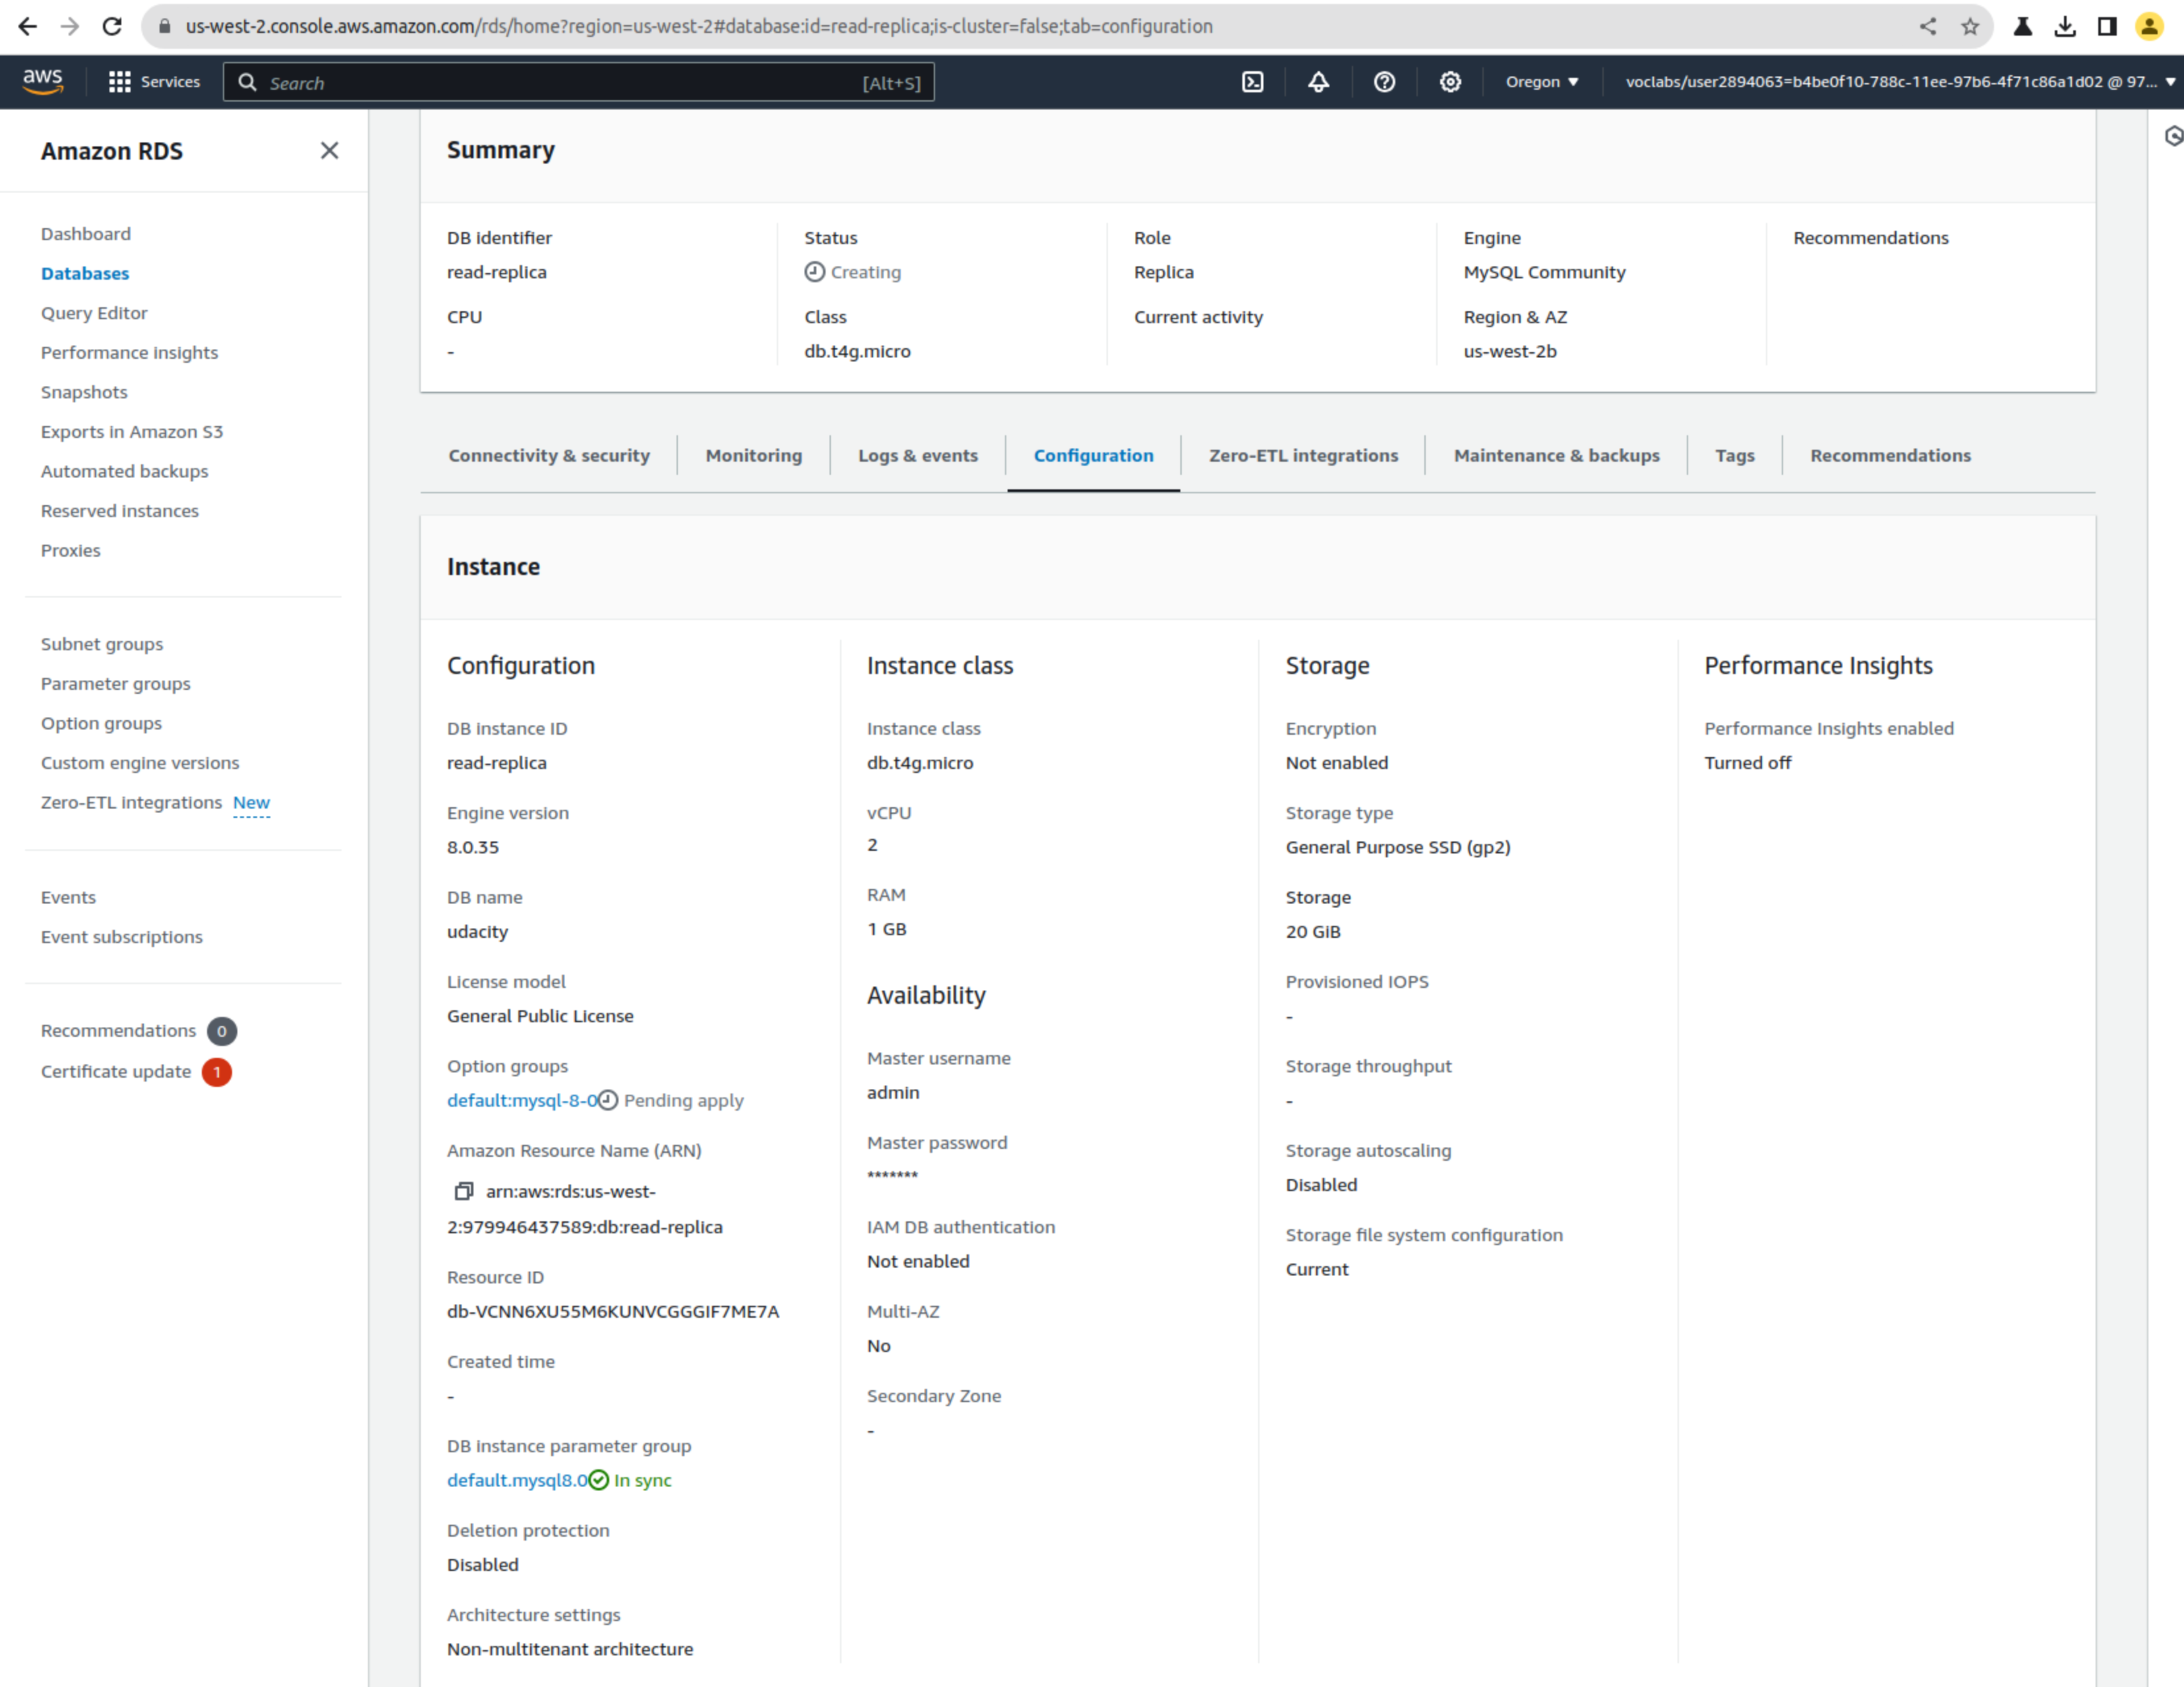 us-west-2.console.aws.amazon.com/rds/home?region=us-west-2#database:id=read-replica;is-cluster=false;tab=configuration
aws
Services
Search
[Alt+S]
Oregon ▼
voclabs/user2894063=b4be0f10-788c-11ee-97b6-4f71c86a1d02 @ 97... ▼
Amazon RDS
Dashboard
Databases
Query Editor
Performance insights
Snapshots
Exports in Amazon S3
Automated backups
Reserved instances
Proxies
Subnet groups
Parameter groups
Option groups
Custom engine versions
Zero-ETL integrations New
Events
Event subscriptions
Recommendations 0
Certificate update 1
Summary
DB identifier
read-replica
CPU
-
Status
Creating
Class
db.t4g.micro
Role
Replica
Current activity
Engine
MySQL Community
Region & AZ
us-west-2b
Recommendations
Connectivity & security
Monitoring
Logs & events
Configuration
Zero-ETL integrations
Maintenance & backups
Tags
Recommendations
Instance
Configuration
DB instance ID
read-replica
Engine version
8.0.35
DB name
udacity
License model
General Public License
Option groups
default:mysql-8-0 Pending apply
Amazon Resource Name (ARN)
arn:aws:rds:us-west-
2:979946437589:db:read-replica
Resource ID
db-VCNN6XU55M6KUNVCGGGIF7ME7A
Created time
-
DB instance parameter group
default.mysql8.0 In sync
Deletion protection
Disabled
Architecture settings
Non-multitenant architecture
Instance class
Instance class
db.t4g.micro
vCPU
2
RAM
1 GB
Availability
Master username
admin
Master password
*******
IAM DB authentication
Not enabled
Multi-AZ
No
Secondary Zone
-
Storage
Encryption
Not enabled
Storage type
General Purpose SSD (gp2)
Storage
20 GiB
Provisioned IOPS
-
Storage throughput
-
Storage autoscaling
Disabled
Storage file system configuration
Current
Performance Insights
Performance Insights enabled
Turned off